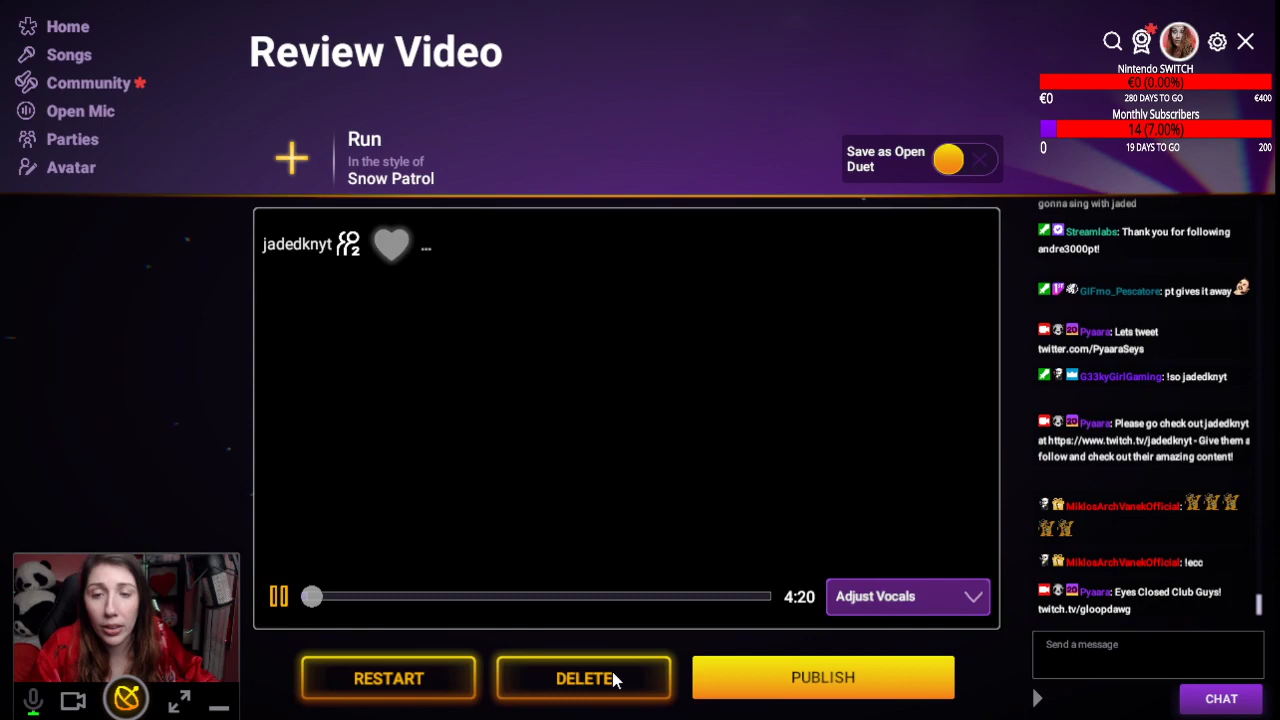 Home
Songs
Community
Open Mic
Parties
Avatar
Review Video
Run
In the style of
Snow Patrol
Save as Open
Duet
Nintendo SWITCH
€0 (0.00%)
€0 280 DAYS TO GO €400
Monthly Subscribers
14 (7.00%)
0 19 DAYS TO GO 200
jadedknyt 2 ...
4:20
Adjust Vocals
RESTART
DELETE
PUBLISH
gonna sing with jaded
Streamlabs: Thank you for following
andre3000pt!
GIFmo_Pescatore: pt gives it away
20 Pyaara: Lets tweet
twitter.com/PyaaraSeys
G33kyGirlGaming: !so jadedknyt
20 Pyaara: Please go check out jadedknyt
at https://www.twitch.tv/jadedknyt - Give them a
follow and check out their amazing content!
MiklosArchVanekOfficial:
MiklosArchVanekOfficial: !ecc
20 Pyaara: Eyes Closed Club Guys!
twitch.tv/gloopdawg
Send a message
CHAT